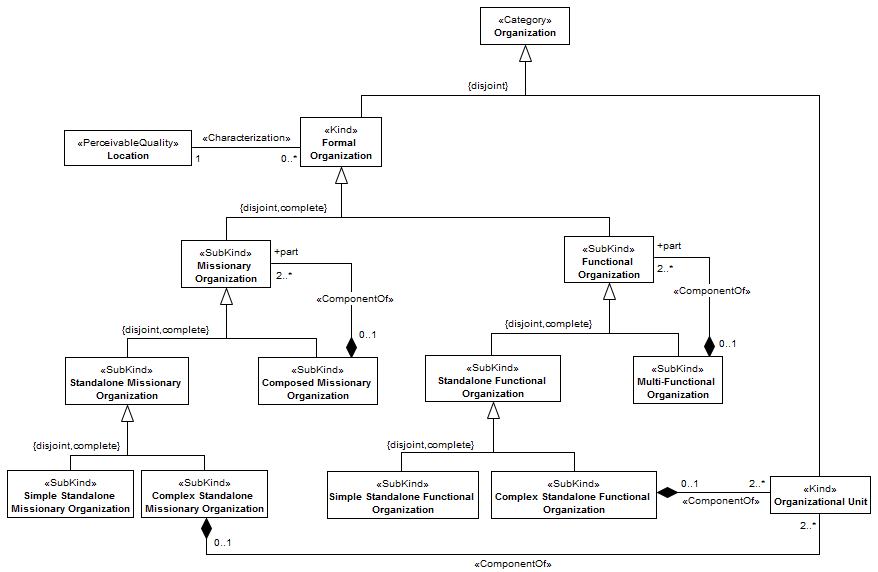 «Category»
Organization
{disjoint}
«PerceivableQuality»
Location
«Characterization»
1
0..*
«Kind»
Formal
Organization
{disjoint,complete}
«SubKind»
Missionary
Organization
+part
2..*
«ComponentOf»
0..1
«SubKind»
Functional
Organization
+part
2..*
«ComponentOf»
0..1
{disjoint,complete}
{disjoint,complete}
«SubKind»
Standalone Missionary
Organization
«SubKind»
Composed Missionary
Organization
«SubKind»
Standalone Functional
Organization
«SubKind»
Multi-Functional
Organization
{disjoint,complete}
{disjoint,complete}
«SubKind»
Simple Standalone
Missionary Organization
«SubKind»
Complex Standalone
Missionary Organization
«SubKind»
Simple Standalone Functional
Organization
«SubKind»
Complex Standalone Functional
Organization
0..1
2..*
«ComponentOf»
«Kind»
Organizational Unit
2..*
0..1
«ComponentOf»